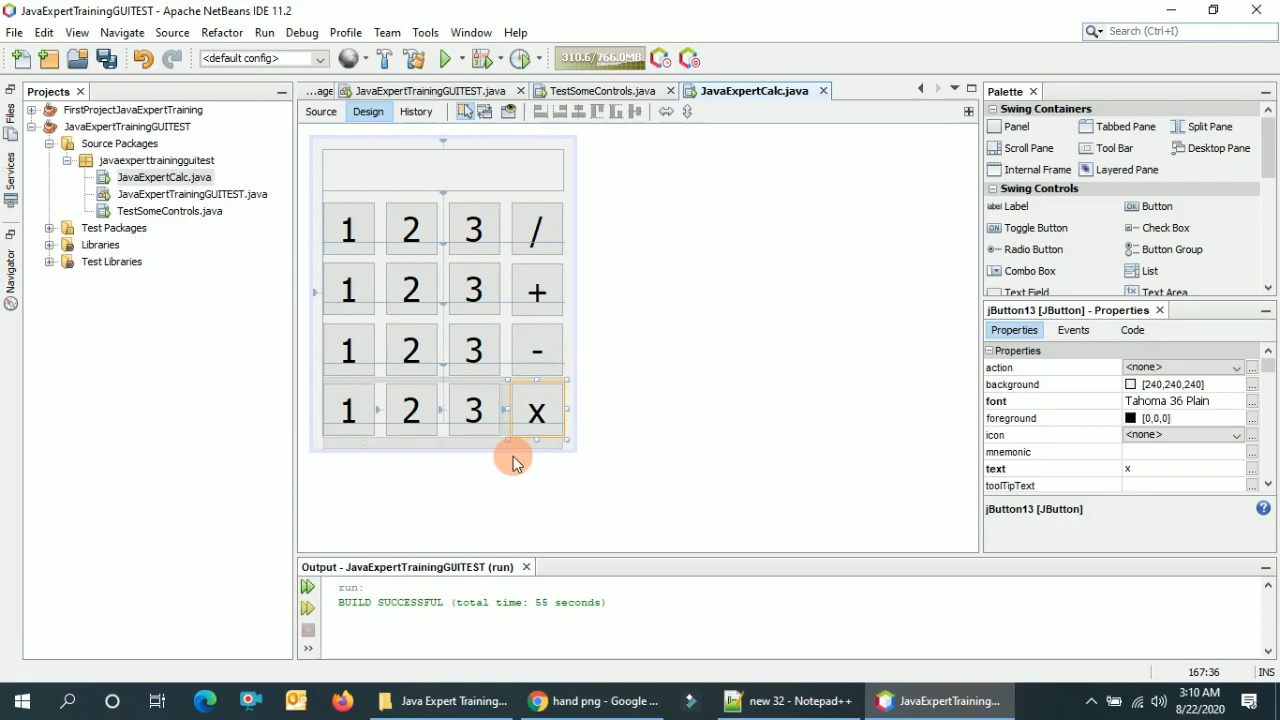 JavaExpertTrainingGUITEST - Apache NetBeans IDE 11.2
File Edit View Navigate Source Refactor Run Debug Profile Team Tools Window Help
Search (Ctrl+I)
<default config>
310.6/766.0MB
Projects
FirstProjectJavaExpertTraining
JavaExpertTrainingGUITEST
Source Packages
javaexperttrainingguitest
JavaExpertCalc.java
JavaExpertTrainingGUITEST.java
TestSomeControls.java
Test Packages
Libraries
Test Libraries
Files
Services
Navigator
...age JavaExpertTrainingGUITEST.java TestSomeControls.java JavaExpertCalc.java
Source Design History
1 2 3 /
1 2 3 +
1 2 3 -
1 2 3 x
Palette
Swing Containers
Panel Tabbed Pane Split Pane
Scroll Pane Tool Bar Desktop Pane
Internal Frame Layered Pane
Swing Controls
label Label OK Button
ON Toggle Button Check Box
Radio Button Button Group
Combo Box List
Text Field Text Area
jButton13 [JButton] - Properties
Properties Events Code
Properties
action <none> ...
background [240,240,240] ...
font Tahoma 36 Plain ...
foreground [0,0,0] ...
icon <none> ...
mnemonic ...
text x ...
toolTipText ...
jButton13 [JButton]
Output - JavaExpertTrainingGUITEST (run)
run:
BUILD SUCCESSFUL (total time: 55 seconds)
167:36 INS
Java Expert Training...
hand png - Google ...
new 32 - Notepad++
JavaExpertTraining...
3:10 AM
8/22/2020